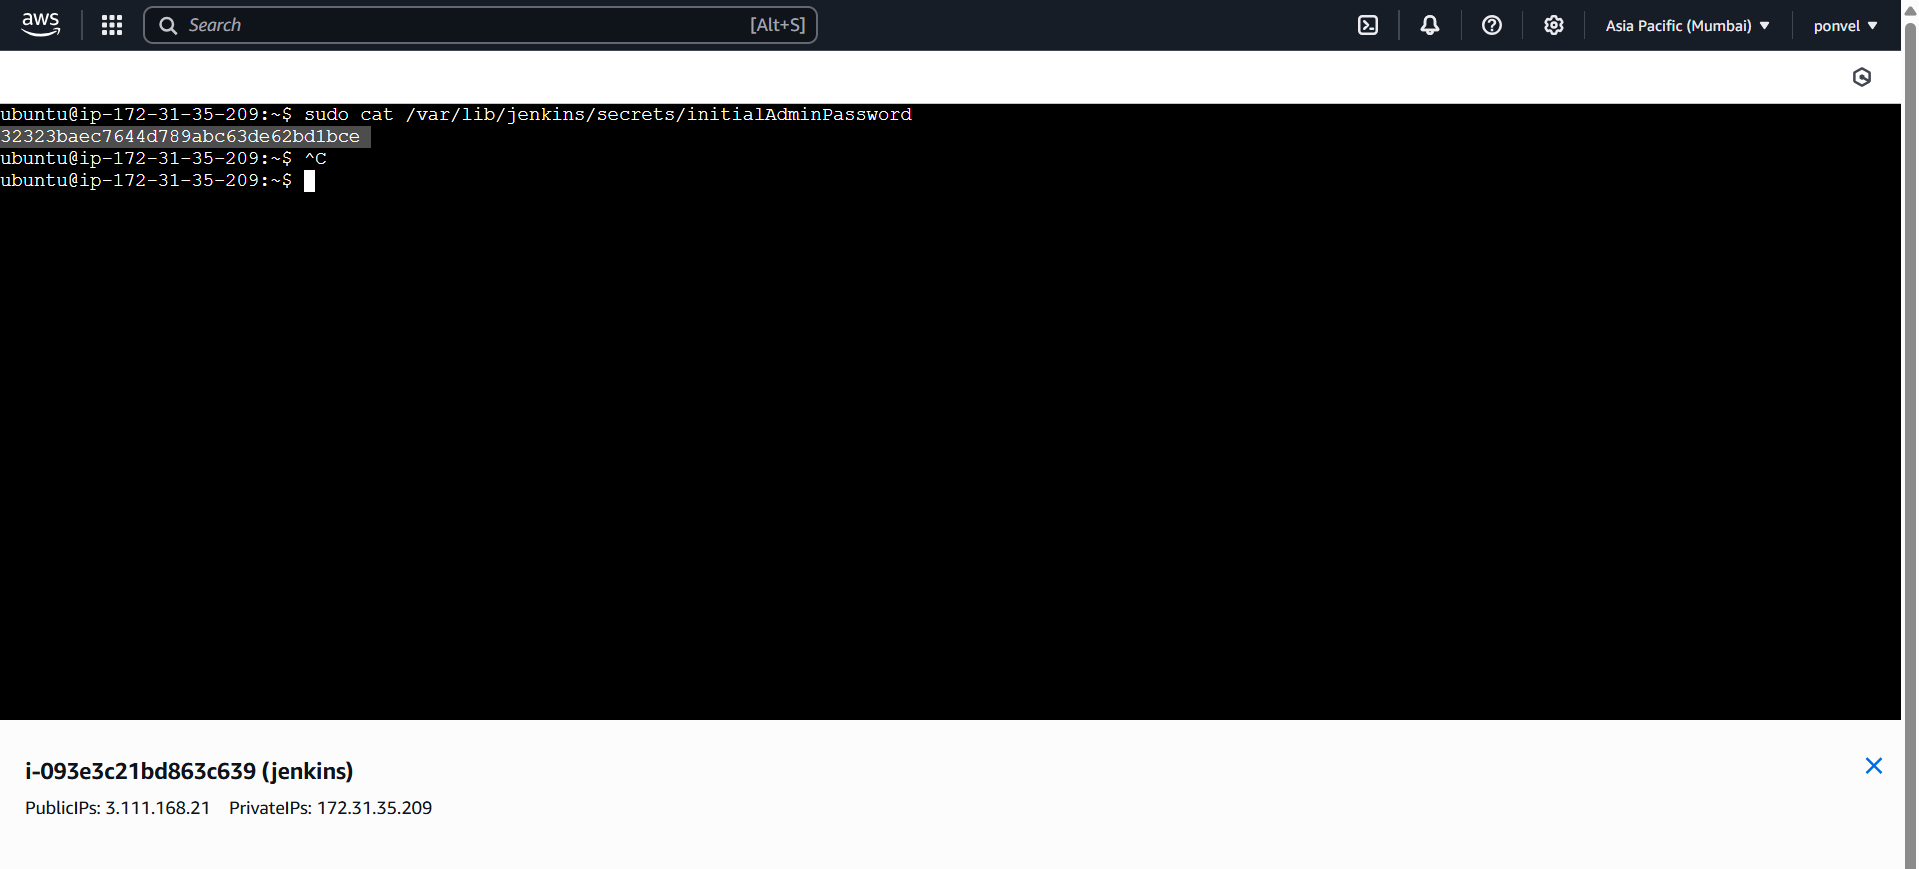 aws
Search [Alt+S]
Asia Pacific (Mumbai)
ponvel
ubuntu@ip-172-31-35-209:~$ sudo cat /var/lib/jenkins/secrets/initialAdminPassword
32323baec7644d789abc63de62bd1bce
ubuntu@ip-172-31-35-209:~$ ^C
ubuntu@ip-172-31-35-209:~$
i-093e3c21bd863c639 (jenkins)
PublicIPs: 3.111.168.21 PrivateIPs: 172.31.35.209